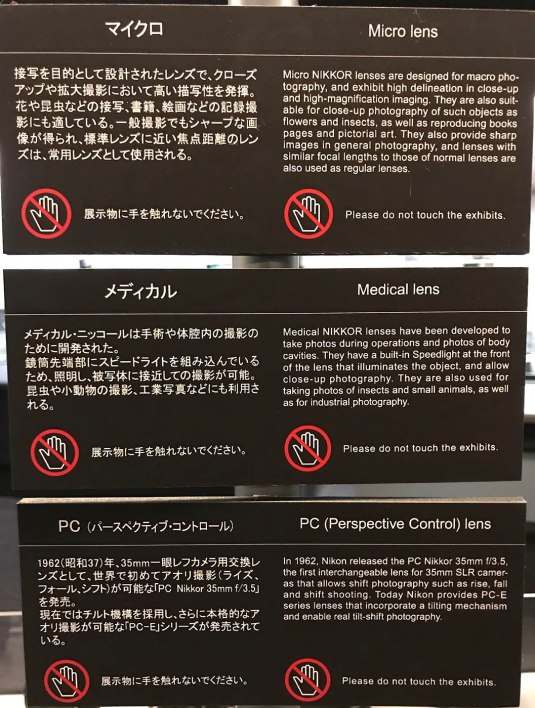 マイクロ
Micro lens
接写を目的として設計されたレンズで、クローズ
アップや拡大撮影において高い描写性を発揮。
花や昆虫などの接写、書籍、絵画などの記録撮
影にも適している。一般撮影でもシャープな画
像が得られ、標準レンズに近い焦点距離のレン
ズは、常用レンズとして使用される。
Micro NIKKOR lenses are designed for macro pho-
tography, and exhibit high delineation in close-up
and high-magnification imaging. They are also suit-
able for close-up photography of such objects as
flowers and insects, as well as reproducing books
pages and pictorial art. They also provide sharp
images in general photography, and lenses with
similar focal lengths to those of normal lenses are
also used as regular lenses.
展示物に手を触れないでください。
Please do not touch the exhibits.
メディカル
Medical lens
メディカル・ニッコールは手術や体腔内の撮影の
ために開発された。
鏡筒先端部にスピードライトを組み込んでいる
ため、照明し、被写体に接近しての撮影が可能。
昆虫や小動物の撮影、工業写真などにも利用さ
れる。
Medical NIKKOR lenses have been developed to
take photos during operations and photos of body
cavities. They have a built-in Speedlight at the front
of the lens that illuminates the object, and allow
close-up photography. They are also used for
taking photos of insects and small animals, as well
as for industrial photography.
展示物に手を触れないでください。
Please do not touch the exhibits.
PC（パースペクティブ・コントロール）
PC (Perspective Control) lens
1962(昭和37)年、35mm一眼レフカメラ用交換レ
ンズとして、世界で初めてアオリ撮影（ライズ、
フォール、シフト）が可能な「PC Nikkor 35mm f/3.5」
を発売。
現在ではチルト機構を採用し、さらに本格的なア
オリ撮影が可能な「PC-E」シリーズが発売されて
いる。
In 1962, Nikon released the PC Nikkor 35mm f/3.5,
the first interchangeable lens for 35mm SLR camer-
as that allows shift photography such as rise, fall
and shift shooting. Today Nikon provides PC-E
series lenses that incorporate a tilting mechanism
and enable real tilt-shift photography.
展示物に手を触れないでください。
Please do not touch the exhibits.